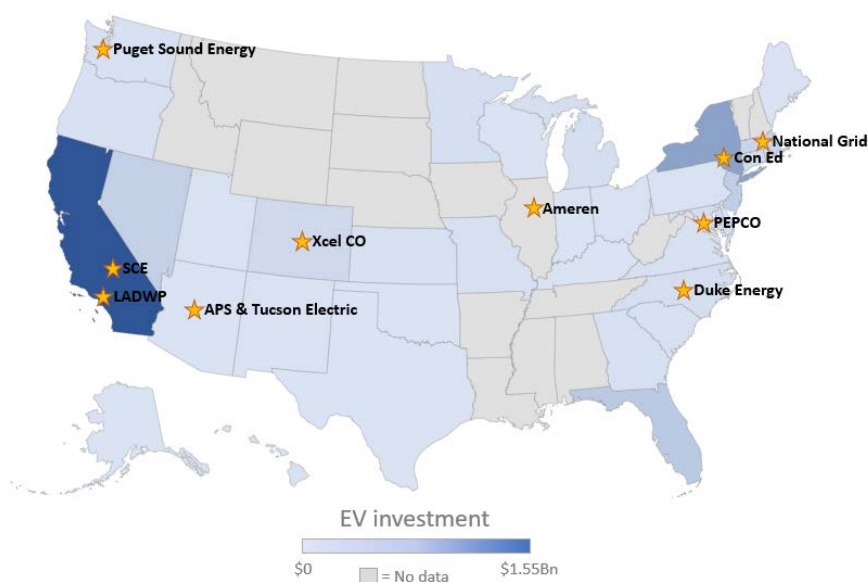 Puget Sound Energy
National Grid
Con Ed
Ameren
PEPCO
Xcel CO
SCE
Duke Energy
LADWP
APS & Tucson Electric
EV investment
$0
$1.55Bn
= No data